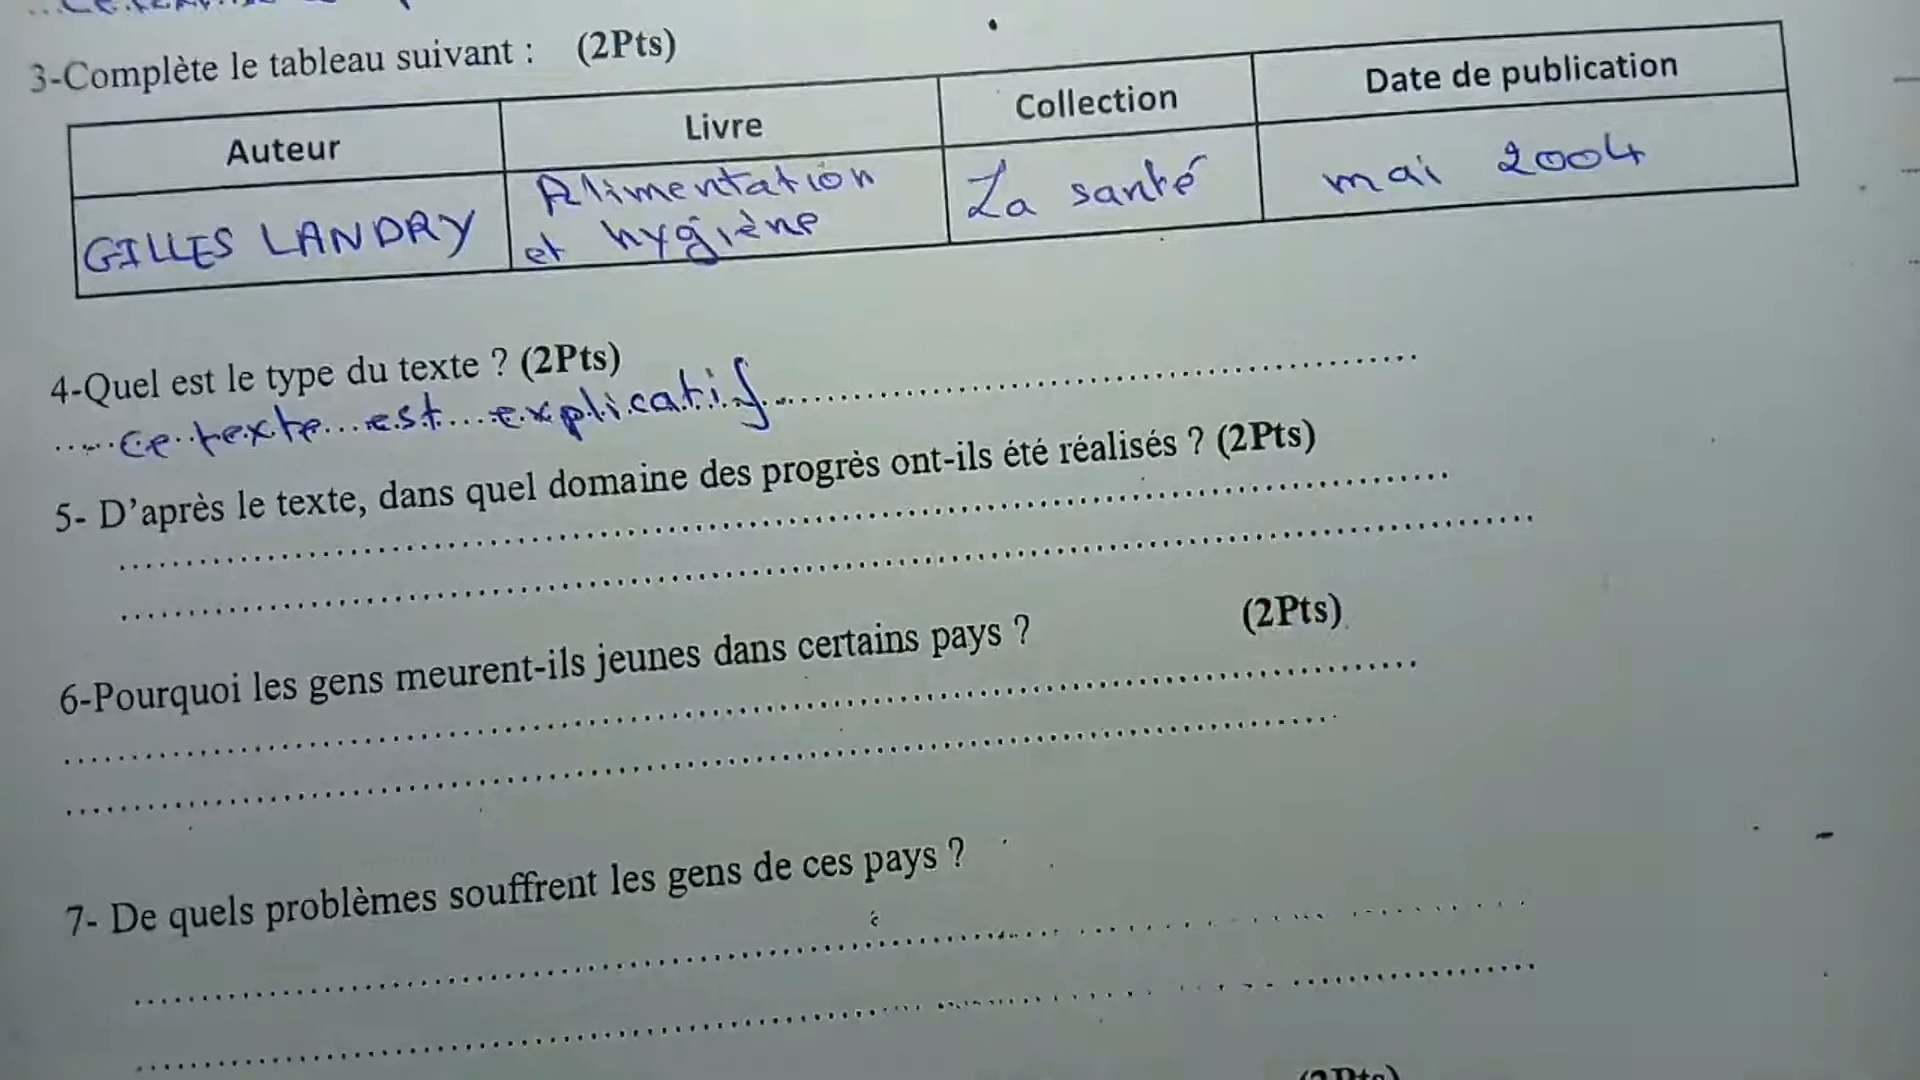 3-Complète le tableau suivant : (2Pts)
Auteur Livre Collection Date de publication
GILLES LANDRY Alimentation et hygiène La santé mai 2004
4-Quel est le type du texte ? (2Pts)
Ce texte est explicatif
5- D'après le texte, dans quel domaine des progrès ont-ils été réalisés ? (2Pts)
6-Pourquoi les gens meurent-ils jeunes dans certains pays ? (2Pts)
7- De quels problèmes souffrent les gens de ces pays ?